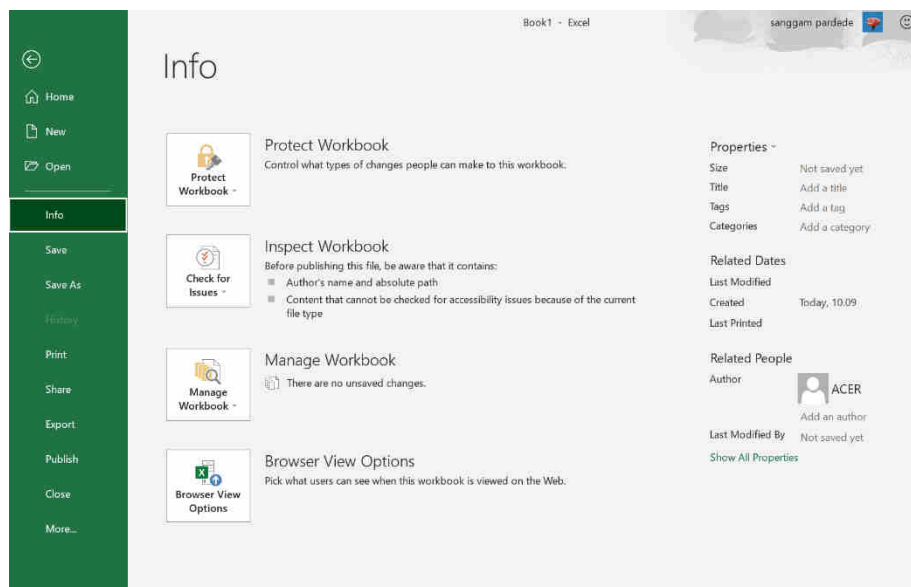 Book1 - Excel
sanggam pardede
Info
Home
New
Open
Info
Save
Save As
History
Print
Share
Export
Publish
Close
More...
Protect Workbook
Protect Workbook
Control what types of changes people can make to this workbook.
Check for Issues
Inspect Workbook
Before publishing this file, be aware that it contains:
Author's name and absolute path
Content that cannot be checked for accessibility issues because of the current
file type
Manage Workbook
Manage Workbook
There are no unsaved changes.
Browser View
Options
Browser View Options
Pick what users can see when this workbook is viewed on the Web.
Properties
Size Not saved yet
Title Add a title
Tags Add a tag
Categories Add a category
Related Dates
Last Modified
Created Today, 10.09
Last Printed
Related People
Author ACER
Add an author
Last Modified By Not saved yet
Show All Properties